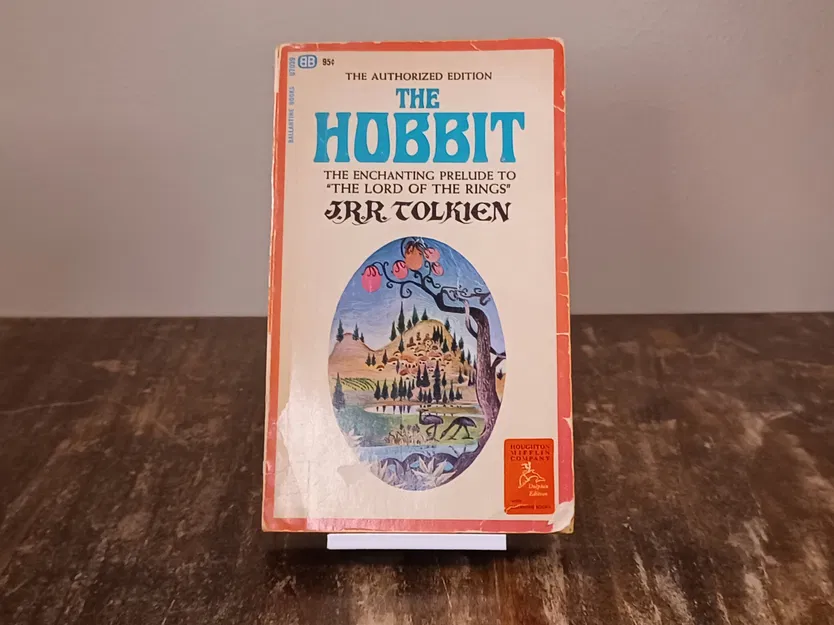 BALLANTINE BOOKS
BB
95¢
THE AUTHORIZED EDITION
THE
HOBBIT
THE ENCHANTING PRELUDE TO
"THE LORD OF THE RINGS"
J.R.R. TOLKIEN
HOUGHTON
MIFFLIN
COMPANY
Edition